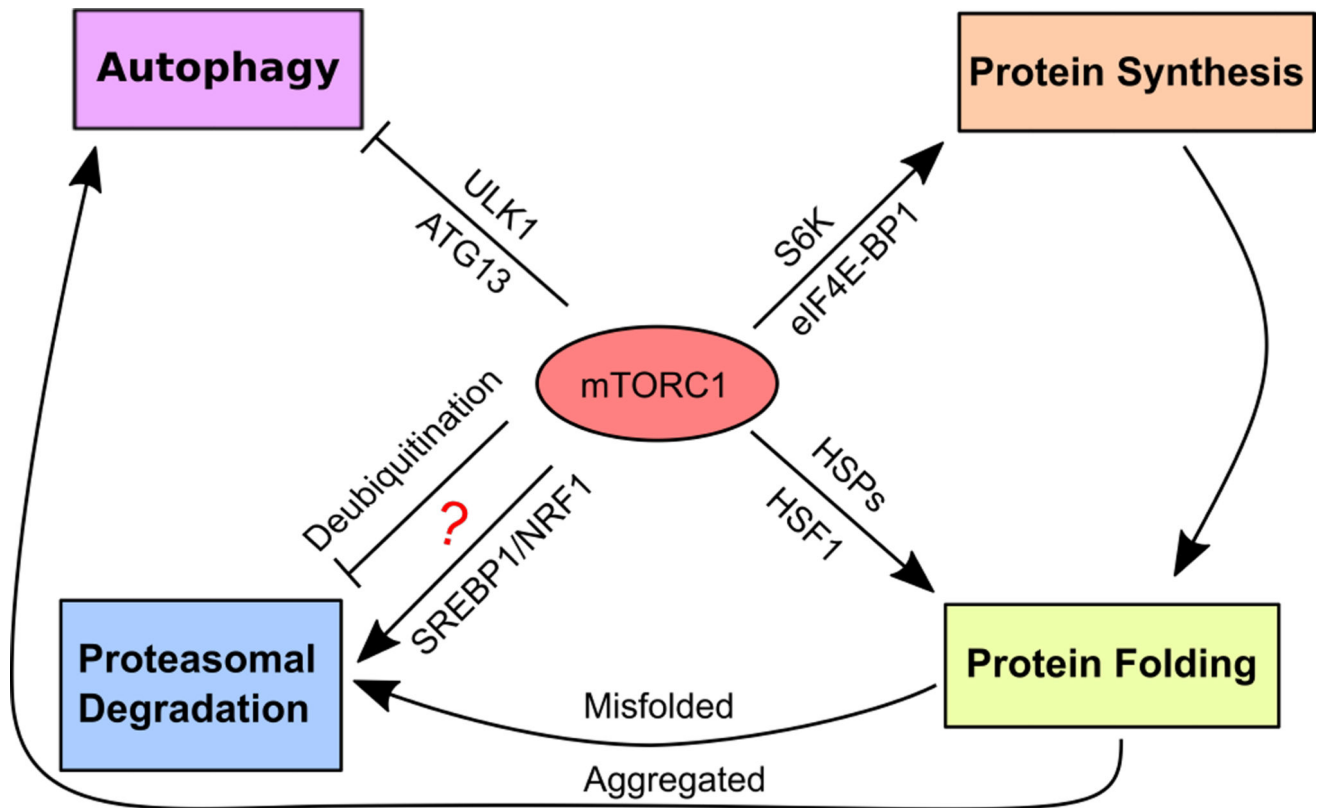 Autophagy
Protein Synthesis
ULK1
ATG13
S6K
eIF4E-BP1
mTORC1
Deubiquitination
?
SREBP1/NRF1
HSPs
HSF1
Proteasomal
Degradation
Protein Folding
Misfolded
Aggregated